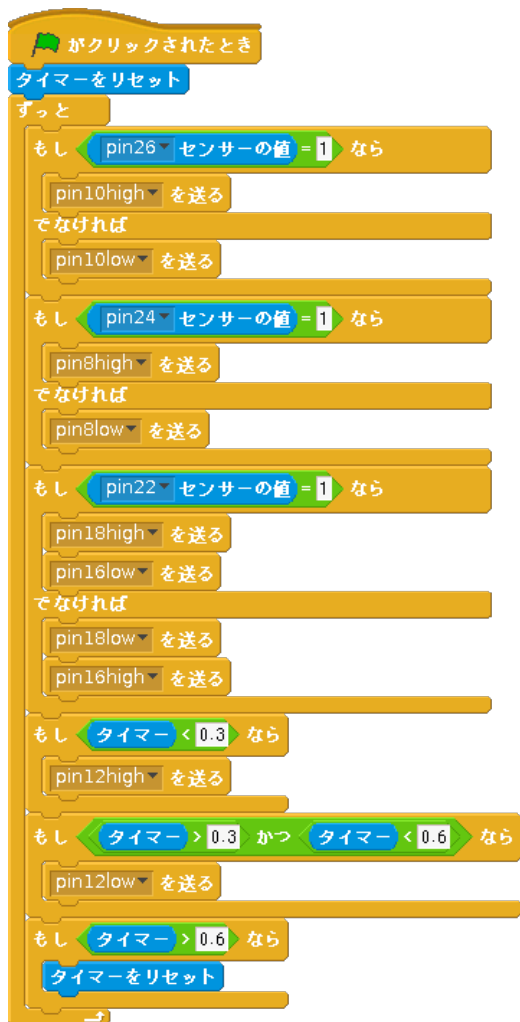 がクリックされたとき
タイマーをリセット
ずっと
もし pin26 センサーの値 = 1 なら
pin10high を送る
でなければ
pin10low を送る
もし pin24 センサーの値 = 1 なら
pin8high を送る
でなければ
pin8low を送る
もし pin22 センサーの値 = 1 なら
pin18high を送る
pin16low を送る
でなければ
pin18low を送る
pin16high を送る
もし タイマー < 0.3 なら
pin12high を送る
もし タイマー > 0.3 かつ タイマー < 0.6 なら
pin12low を送る
もし タイマー > 0.6 なら
タイマーをリセット